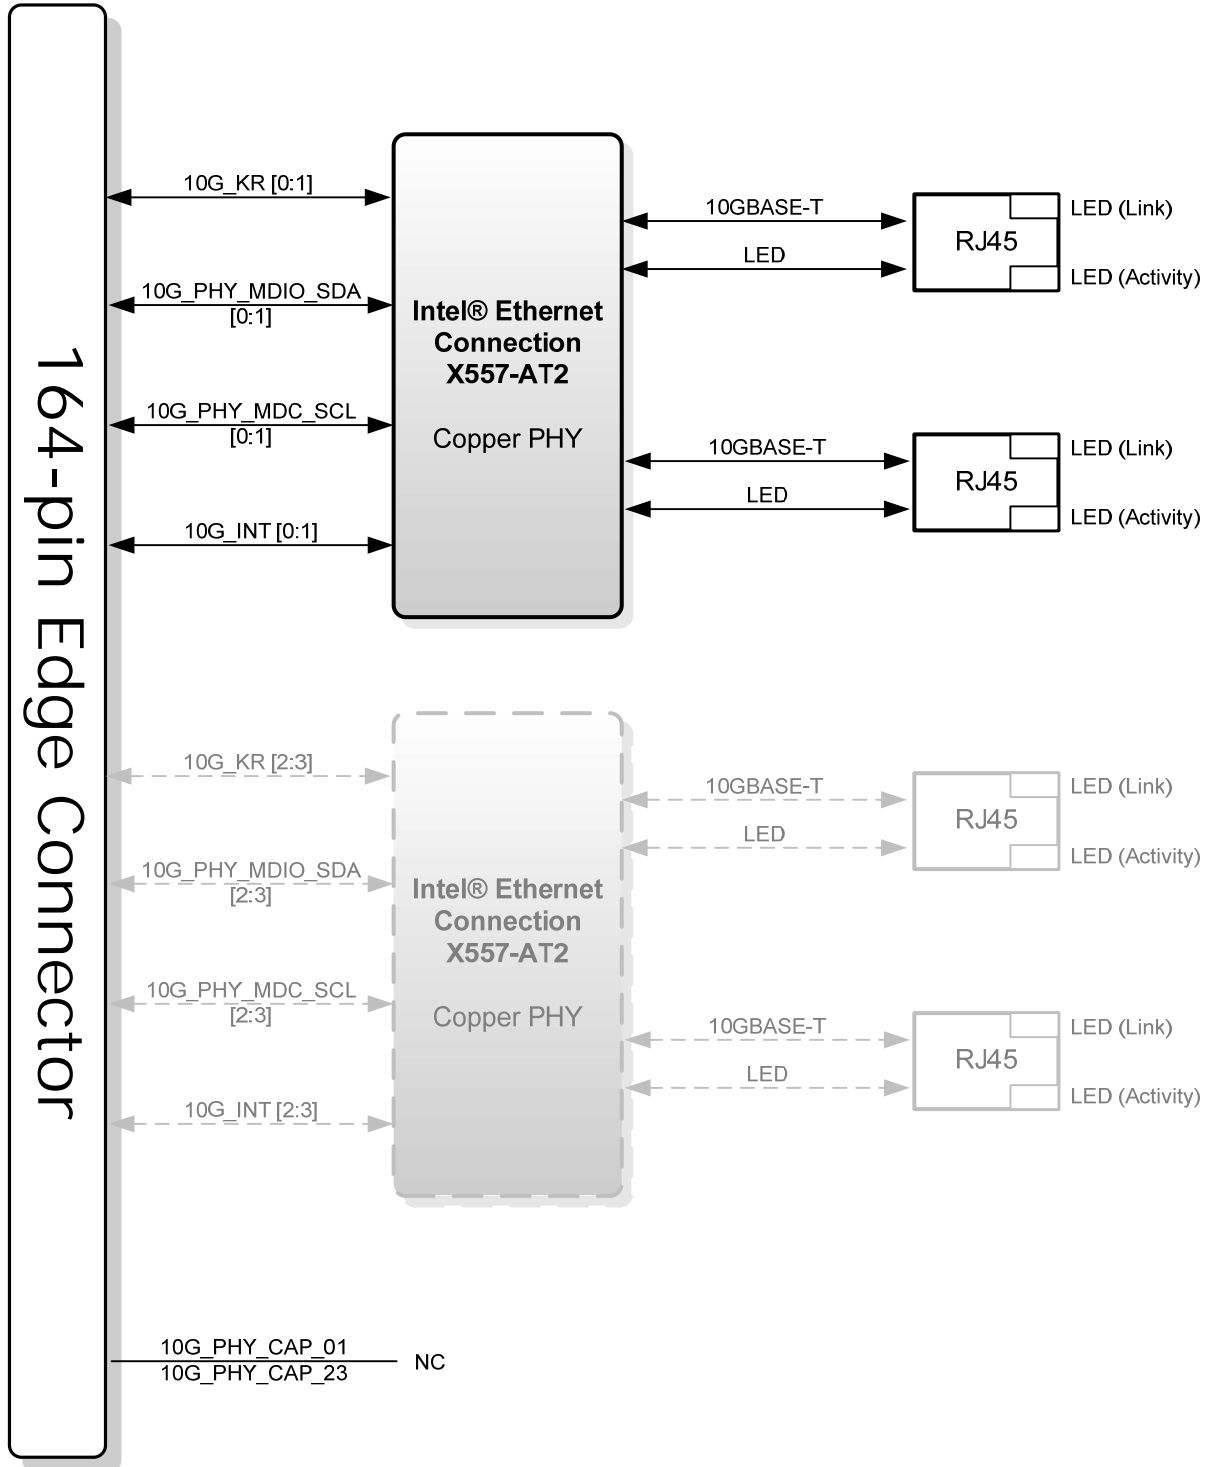 164-pin Edge Connector
10G_KR [0:1]
10G_PHY_MDIO_SDA
[0:1]
10G_PHY_MDC_SCL
[0:1]
10G_INT [0:1]
Intel® Ethernet
Connection
X557-AT2
Copper PHY
10GBASE-T
LED
RJ45
LED (Link)
LED (Activity)
10GBASE-T
LED
RJ45
LED (Link)
LED (Activity)
10G_KR [2:3]
10G_PHY_MDIO_SDA
[2:3]
10G_PHY_MDC_SCL
[2:3]
10G_INT [2:3]
Intel® Ethernet
Connection
X557-AT2
Copper PHY
10GBASE-T
LED
RJ45
LED (Link)
LED (Activity)
10GBASE-T
LED
RJ45
LED (Link)
LED (Activity)
10G_PHY_CAP_01
10G_PHY_CAP_23
NC